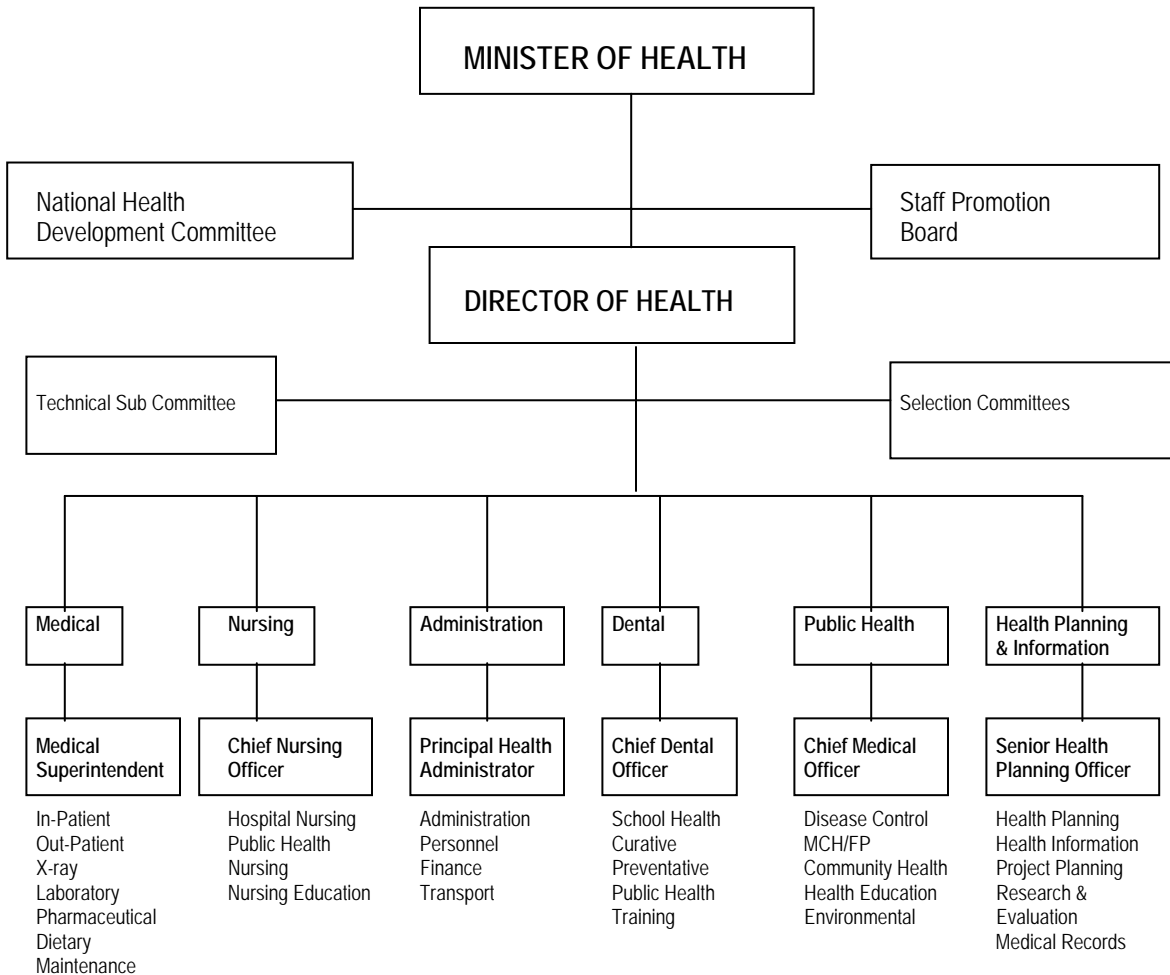 MINISTER OF HEALTH
National Health
Development Committee
Staff Promotion
Board
DIRECTOR OF HEALTH
Technical Sub Committee
Selection Committees
Medical
Nursing
Administration
Dental
Public Health
Health Planning
& Information
Medical
Superintendent
Chief Nursing
Officer
Principal Health
Administrator
Chief Dental
Officer
Chief Medical
Officer
Senior Health
Planning Officer
In-Patient
Out-Patient
X-ray
Laboratory
Pharmaceutical
Dietary
Maintenance
Hospital Nursing
Public Health
Nursing
Nursing Education
Administration
Personnel
Finance
Transport
School Health
Curative
Preventative
Public Health
Training
Disease Control
MCH/FP
Community Health
Health Education
Environmental
Health Planning
Health Information
Project Planning
Research &
Evaluation
Medical Records